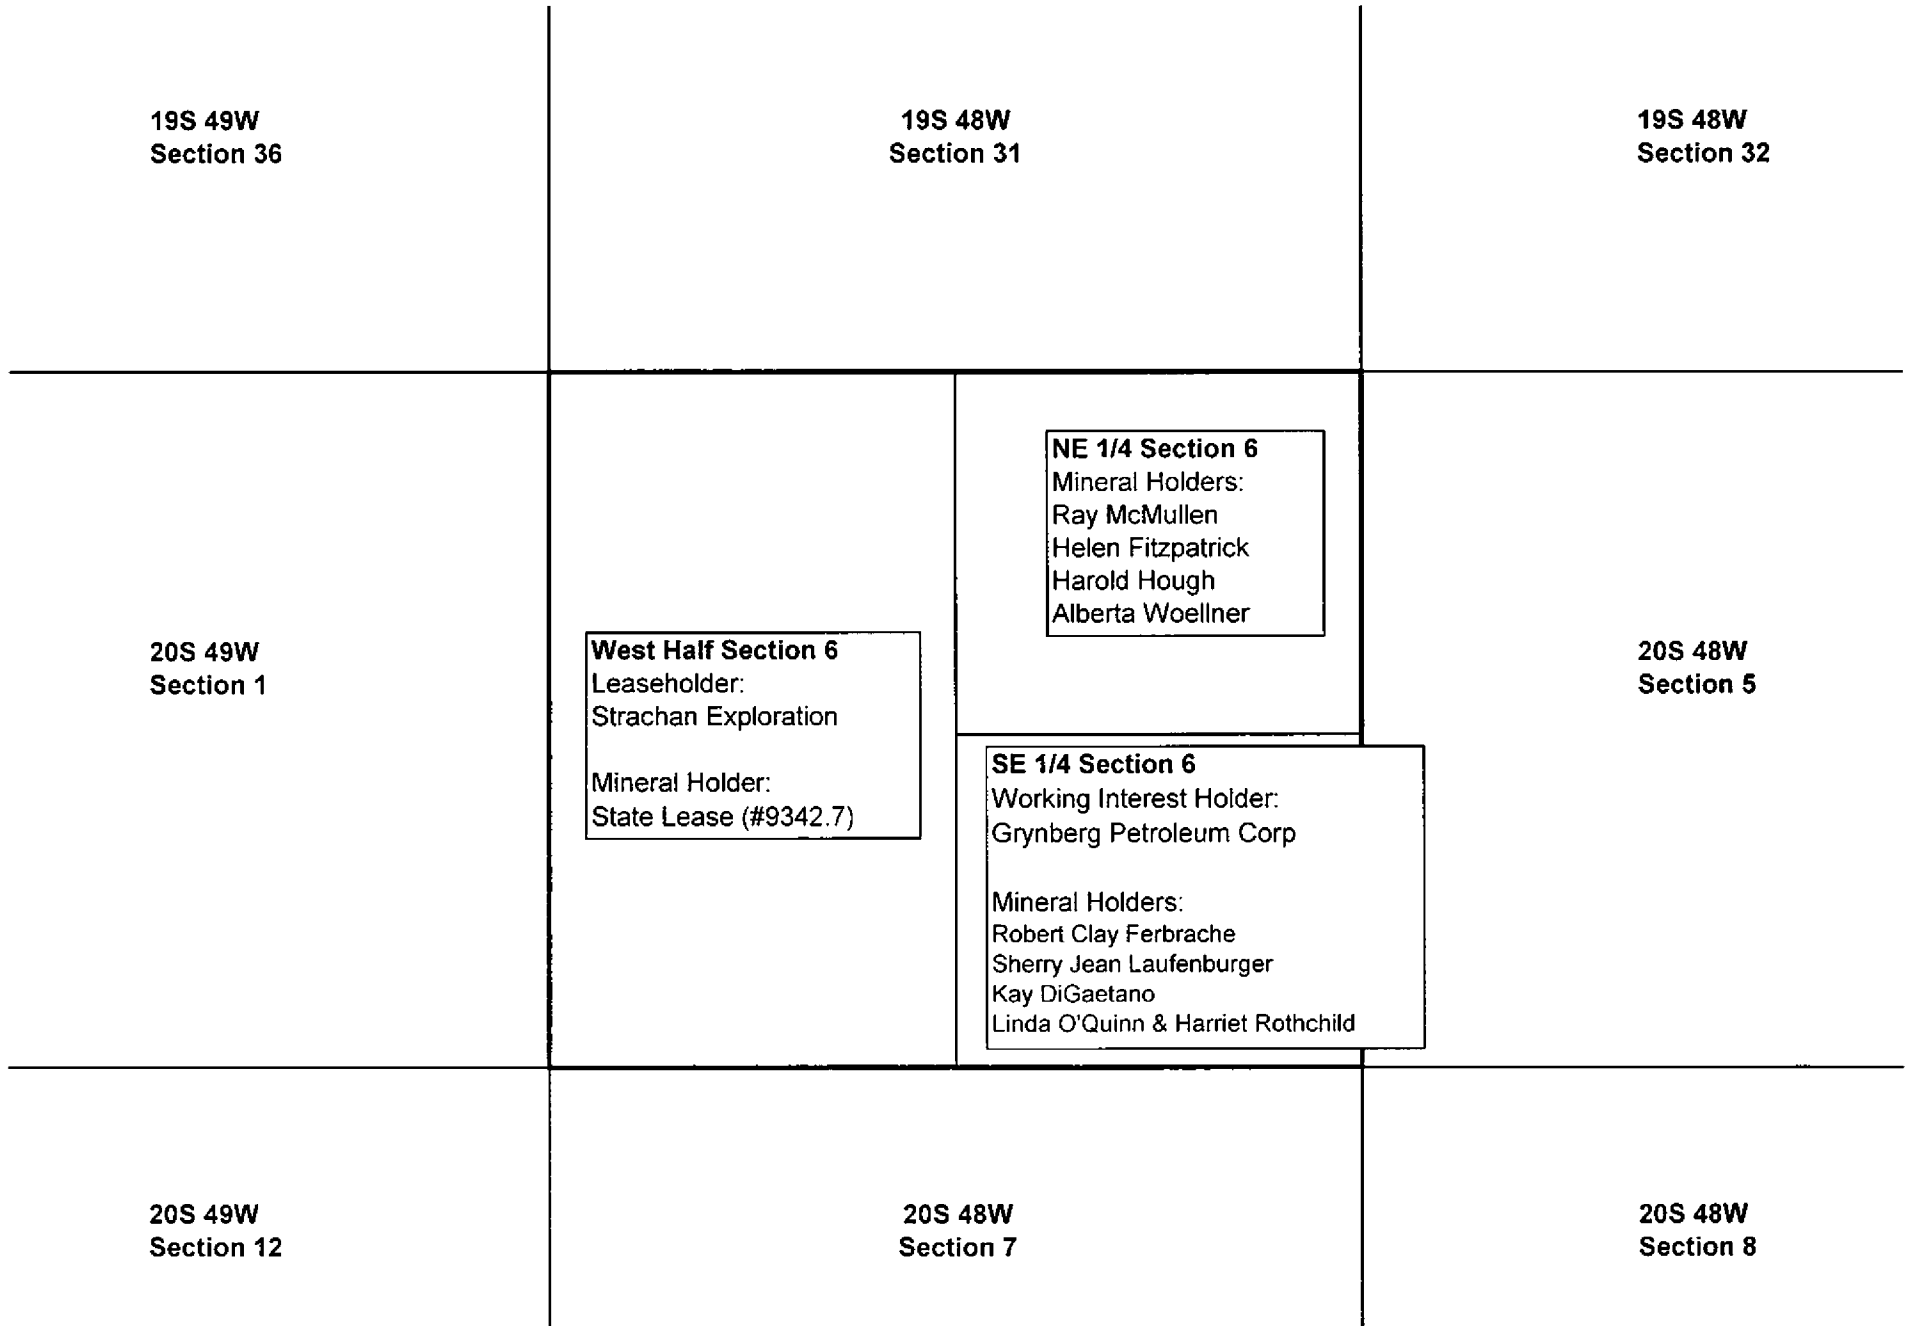 19S 49W
Section 36
19S 48W
Section 31
19S 48W
Section 32
20S 49W
Section 1
West Half Section 6
Leaseholder:
Strachan Exploration
Mineral Holder:
State Lease (#9342.7)
NE 1/4 Section 6
Mineral Holders:
Ray McMullen
Helen Fitzpatrick
Harold Hough
Alberta Woellner
SE 1/4 Section 6
Working Interest Holder:
Grynberg Petroleum Corp
Mineral Holders:
Robert Clay Ferbrache
Sherry Jean Laufenburger
Kay DiGaetano
Linda O'Quinn & Harriet Rothchild
20S 48W
Section 5
20S 49W
Section 12
20S 48W
Section 7
20S 48W
Section 8